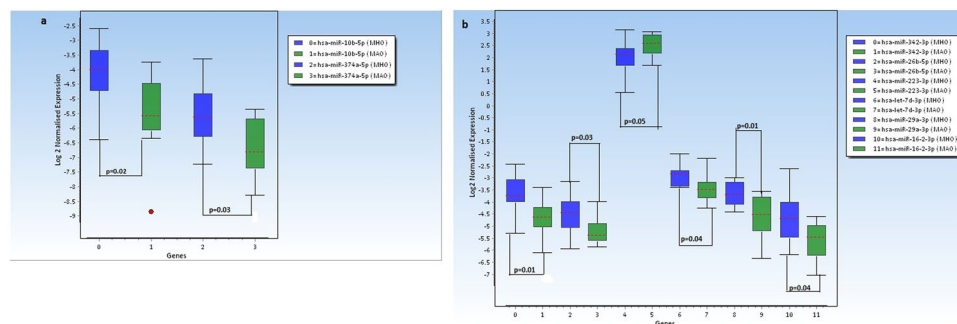 a
0=hsa-miR-10b-5p (MHO)
1=hsa-miR-10b-5p (MAO)
2=hsa-miR-374a-5p (MHO)
3=hsa-miR-374a-5p (MAO)
Log 2 Normalised Expression
-2.5
-3
-3.5
-4
-4.5
-5
-5.5
-6
-6.5
-7
-7.5
-8
-8.5
-9
p=0.02
p=0.03
0
1
2
3
Genes
b
0=hsa-miR-342-3p (MHO)
1=hsa-miR-342-3p (MAO)
2=hsa-miR-26b-5p (MHO)
3=hsa-miR-26b-5p (MAO)
4=hsa-miR-223-3p (MHO)
5=hsa-miR-223-3p (MAO)
6=hsa-let-7d-3p (MHO)
7=hsa-let-7d-3p (MAO)
8=hsa-miR-29a-3p (MHO)
9=hsa-miR-29a-3p (MAO)
10=hsa-miR-16-2-3p (MHO)
11=hsa-miR-16-2-3p (MAO)
Log2 Normalised Expression
3.5
3
2.5
2
1.5
1
0.5
0
-0.5
-1
-1.5
-2
-2.5
-3
-3.5
-4
-4.5
-5
-5.5
-6
-6.5
-7
p=0.05
p=0.03
p=0.01
p=0.04
p=0.01
p=0.04
0
1
2
3
4
5
6
7
8
9
10
11
Genes